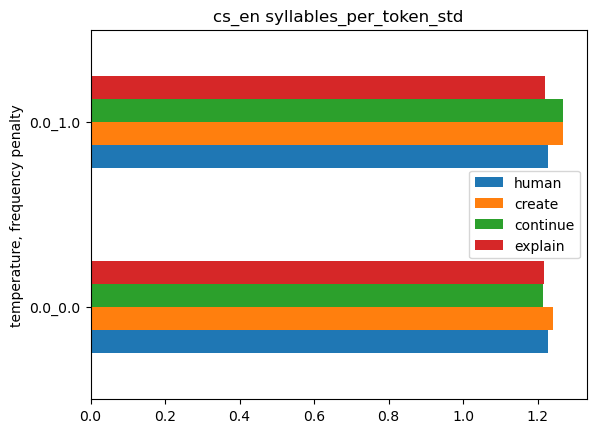 cs_en syllables_per_token_std
temperature, frequency penalty
0.0_1.0
0.0_0.0
human
create
continue
explain
0.0 0.2 0.4 0.6 0.8 1.0 1.2